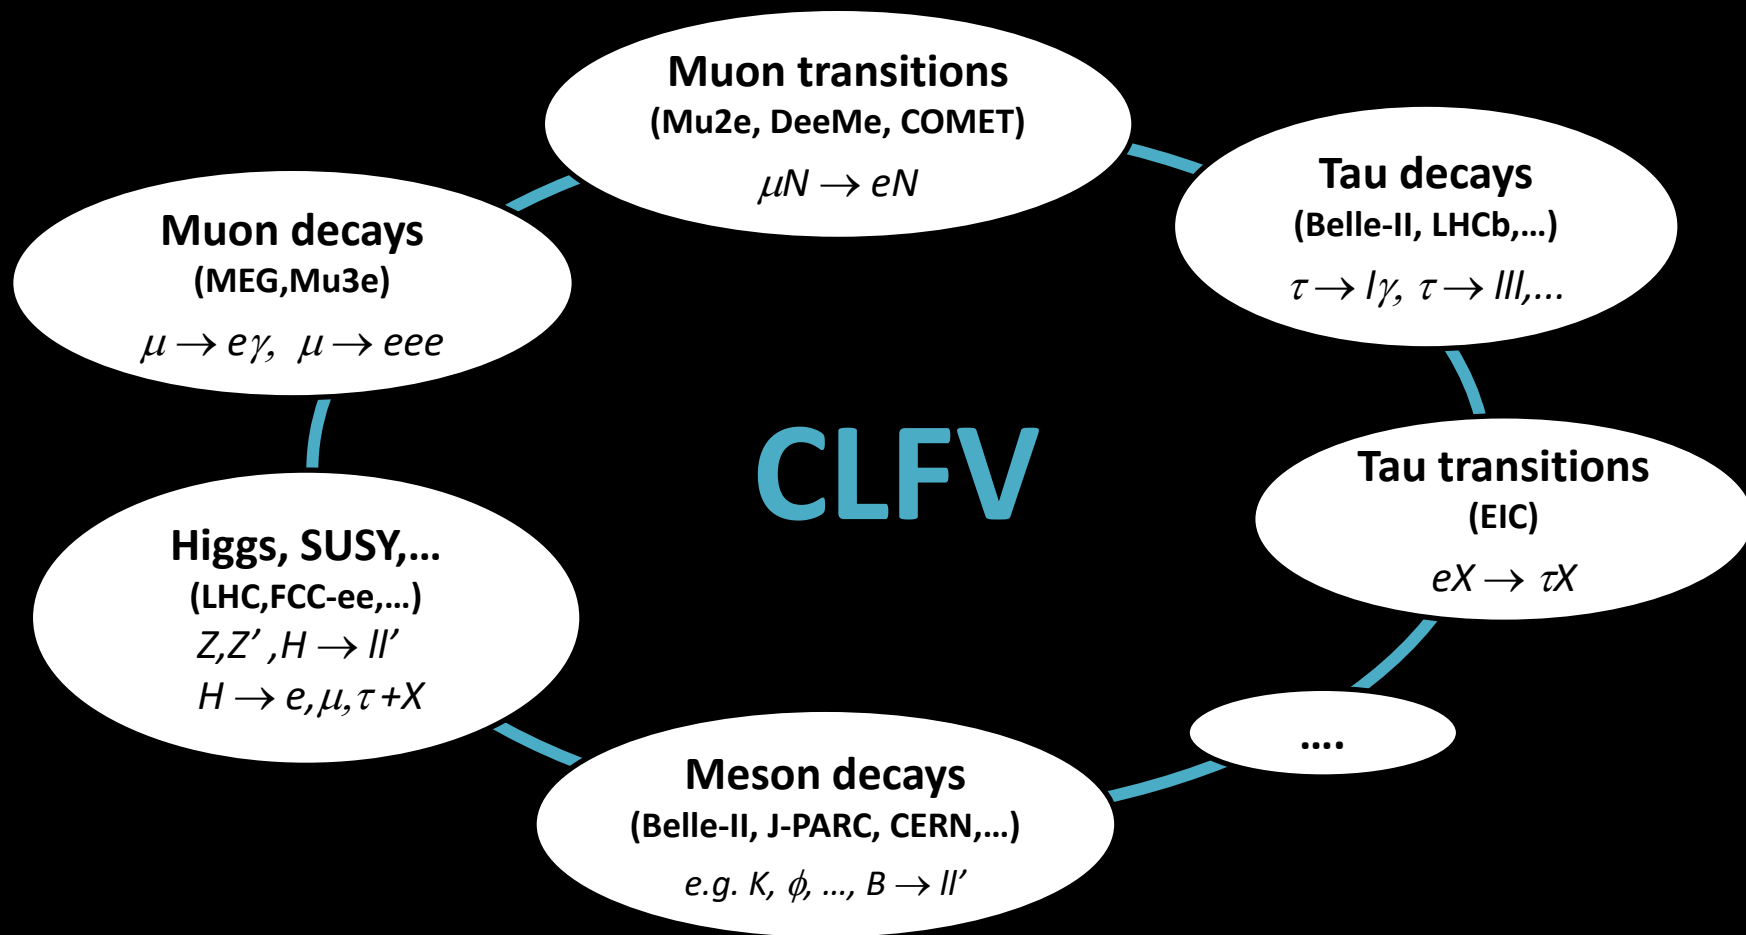 Muon transitions
(Mu2e, DeeMe, COMET)
μN → eN
Tau decays
(Belle-II, LHCb,…)
τ → lγ, τ → lll,...
Muon decays
(MEG,Mu3e)
μ → eγ, μ → eee
CLFV
Tau transitions
(EIC)
eX → τX
Higgs, SUSY,…
(LHC,FCC-ee,…)
Z,Z’ ,H → ll’
H → e,μ,τ +X
….
Meson decays
(Belle-II, J-PARC, CERN,…)
e.g. K, ϕ, …, B → ll’